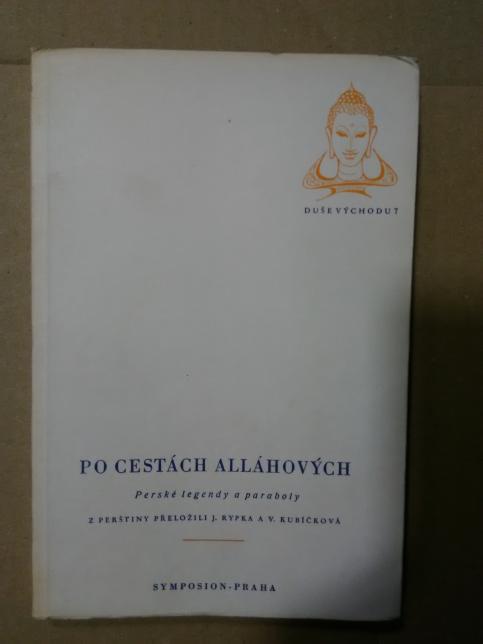 DUŠE VÝCHODU 7
PO CESTÁCH ALLÁHOVÝCH
Perské legendy a paraboly
Z PERŠTINY PŘELOŽILI J. RYPKA A V. KUBÍČKOVÁ
SYMPOSION-PRAHA